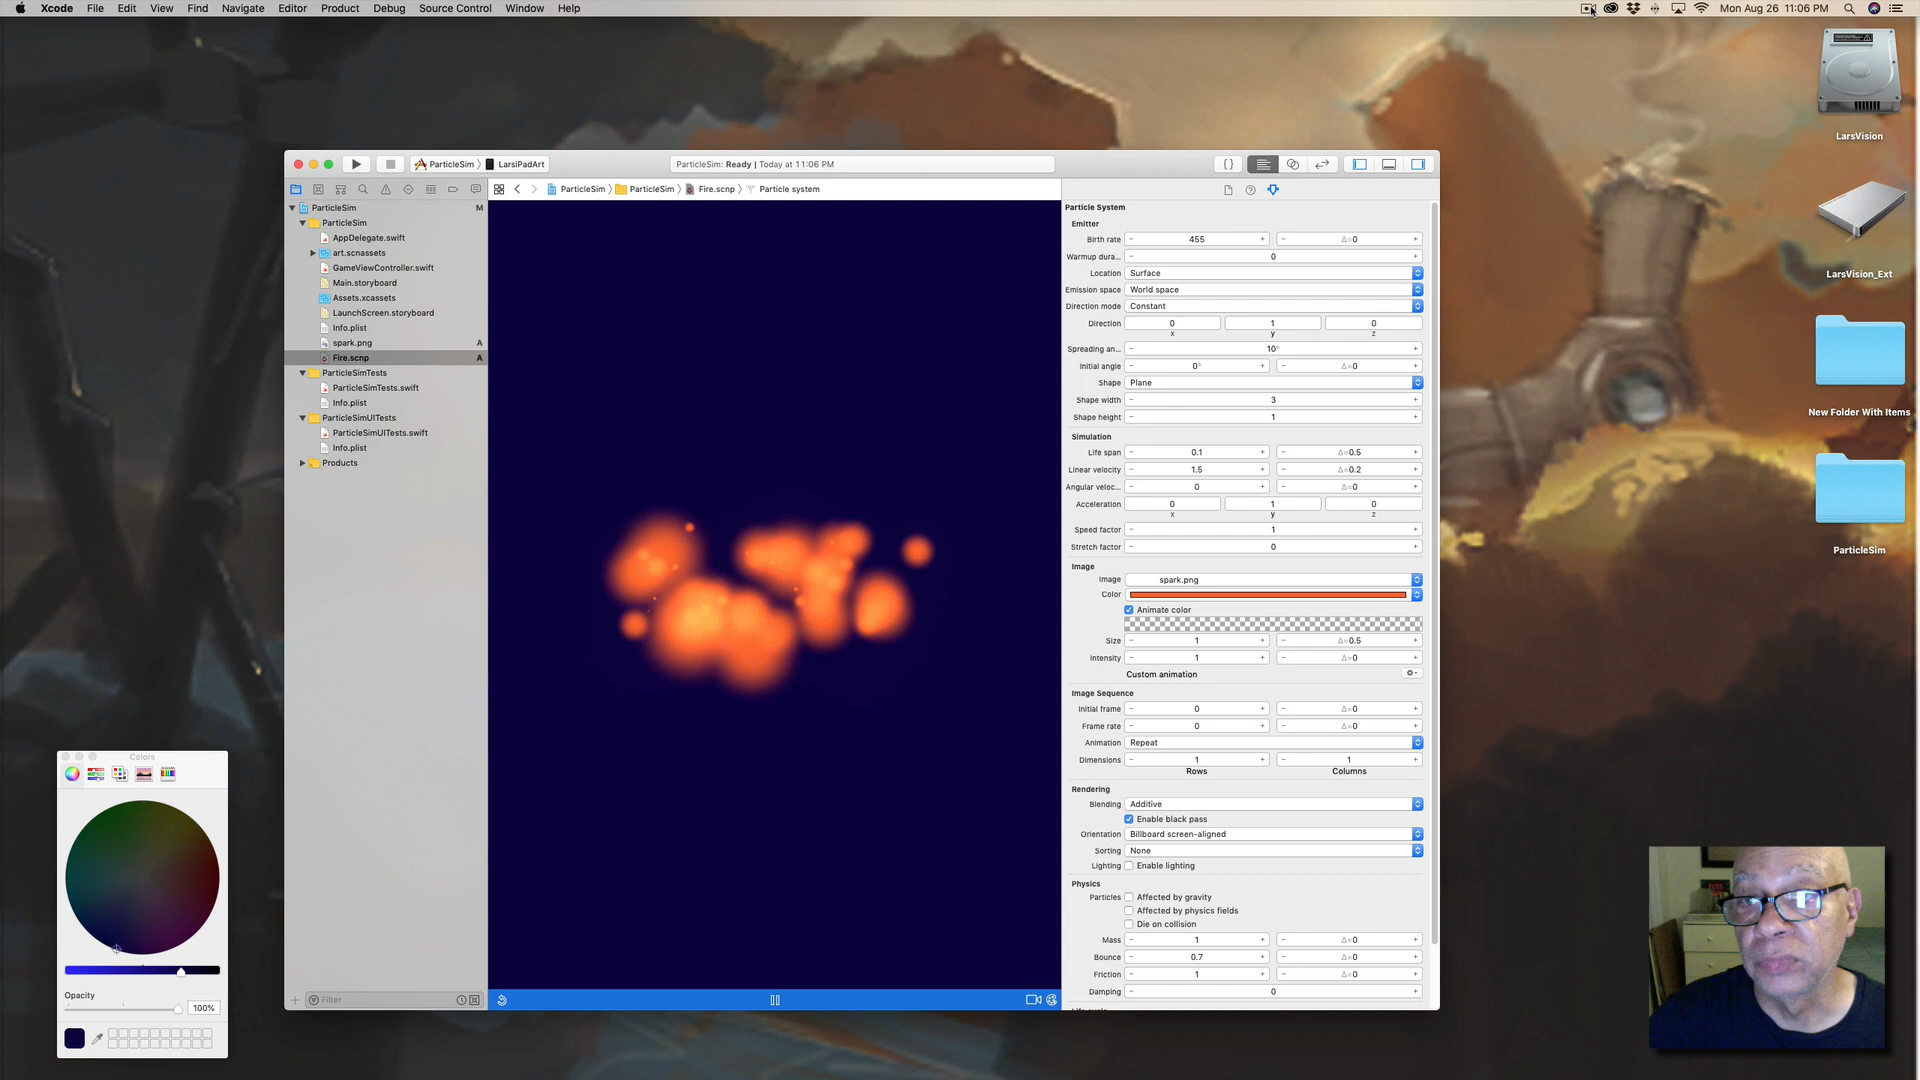 Xcode File Edit View Find Navigate Editor Product Debug Source Control Window Help Mon Aug 26 11:06 PM
LarsVision
LarsVision_Ext
New Folder With Items
ParticleSim
ParticleSim LarsiPadArt ParticleSim: Ready | Today at 11:06 PM
ParticleSim ParticleSim Fire.scnp Particle system
ParticleSim M
ParticleSim
AppDelegate.swift
art.scnassets
GameViewController.swift
Main.storyboard
Assets.xcassets
LaunchScreen.storyboard
Info.plist
spark.png A
Fire.scnp A
ParticleSimTests
ParticleSimTests.swift
Info.plist
ParticleSimUITests
ParticleSimUITests.swift
Info.plist
Products
Filter
Particle System
Emitter
Birth rate − 455 + − Δ=0 +
Warmup dura... − 0 +
Location Surface
Emission space World space
Direction mode Constant
Direction 0 1 0
x y z
Spreading an... − 10° +
Initial angle − 0° + − Δ=0 +
Shape Plane
Shape width − 3 +
Shape height − 1 +
Simulation
Life span − 0.1 + − Δ=0.5 +
Linear velocity − 1.5 + − Δ=0.2 +
Angular veloc... − 0 + − Δ=0 +
Acceleration 0 1 0
x y z
Speed factor − 1 +
Stretch factor − 0 +
Image
Image spark.png
Color
Animate color
Size − 1 + − Δ=0.5 +
Intensity − 1 + − Δ=0 +
Custom animation
Image Sequence
Initial frame − 0 + − Δ=0 +
Frame rate − 0 + − Δ=0 +
Animation Repeat
Dimensions − 1 + − 1 +
Rows Columns
Rendering
Blending Additive
Enable black pass
Orientation Billboard screen-aligned
Sorting None
Lighting Enable lighting
Physics
Particles Affected by gravity
Affected by physics fields
Die on collision
Mass − 1 + − Δ=0 +
Bounce − 0.7 + − Δ=0 +
Friction − 1 + − Δ=0 +
Damping − 0 +
Colors
Opacity
100%